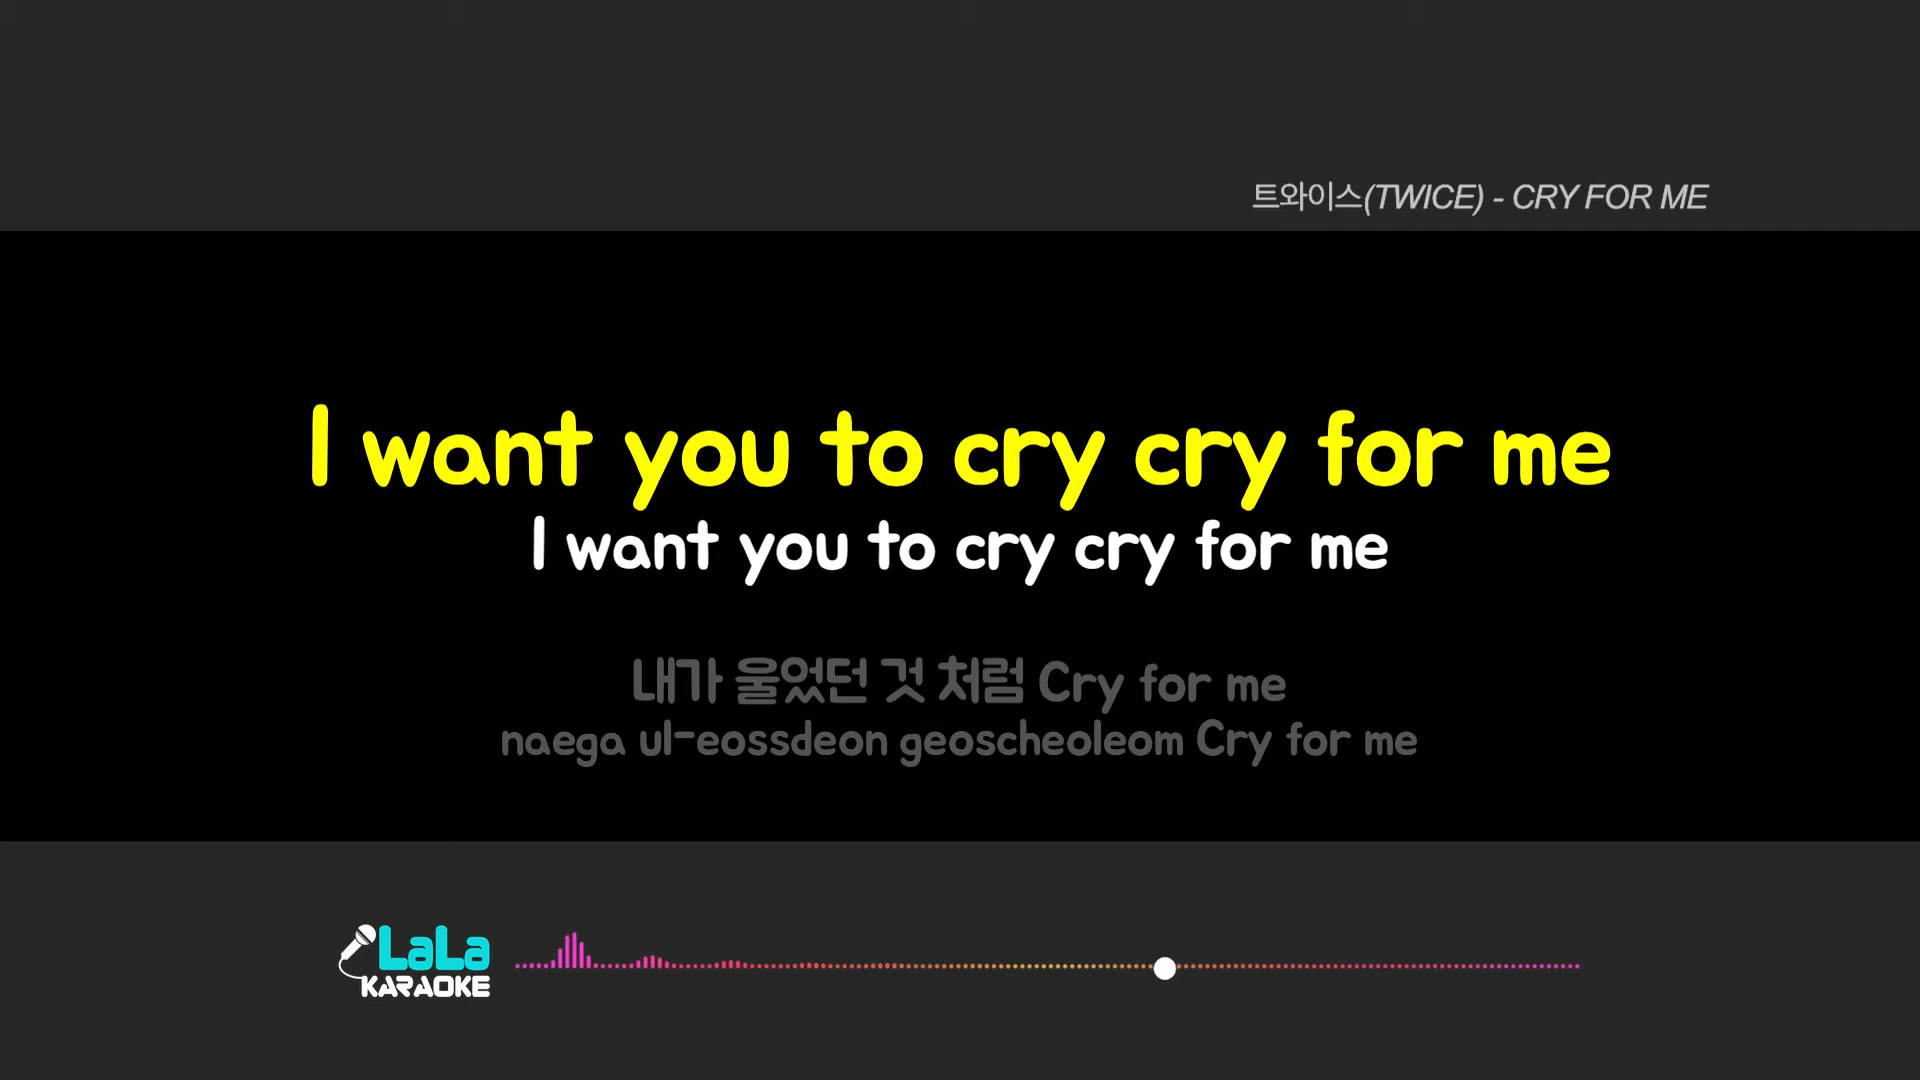 트와이스(TWICE) - CRY FOR ME
I want you to cry cry for me
I want you to cry cry for me
내가 울었던 것 처럼 Cry for me
naega ul-eossdeon geoscheoleom Cry for me
LaLa
KARAOKE